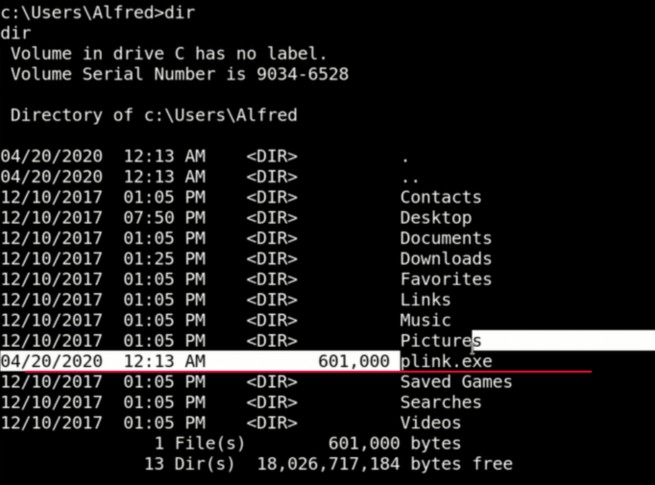 c:\Users\Alfred>dir
dir
 Volume in drive C has no label.
 Volume Serial Number is 9034-6528

 Directory of c:\Users\Alfred

04/20/2020  12:13 AM    <DIR>          .
04/20/2020  12:13 AM    <DIR>          ..
12/10/2017  01:05 PM    <DIR>          Contacts
12/10/2017  07:50 PM    <DIR>          Desktop
12/10/2017  01:05 PM    <DIR>          Documents
12/10/2017  01:25 PM    <DIR>          Downloads
12/10/2017  01:05 PM    <DIR>          Favorites
12/10/2017  01:05 PM    <DIR>          Links
12/10/2017  01:05 PM    <DIR>          Music
12/10/2017  01:05 PM    <DIR>          Pictures
04/20/2020  12:13 AM           601,000 plink.exe
12/10/2017  01:05 PM    <DIR>          Saved Games
12/10/2017  01:05 PM    <DIR>          Searches
12/10/2017  01:05 PM    <DIR>          Videos
               1 File(s)        601,000 bytes
              13 Dir(s)  18,026,717,184 bytes free